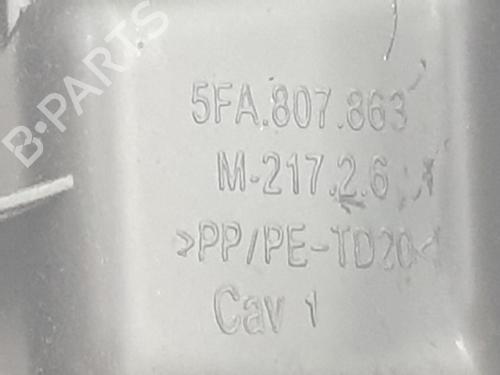 B-PARTS
5FA.807.863
M-217.2.6
>PP/PE-TD20<
Cav 1